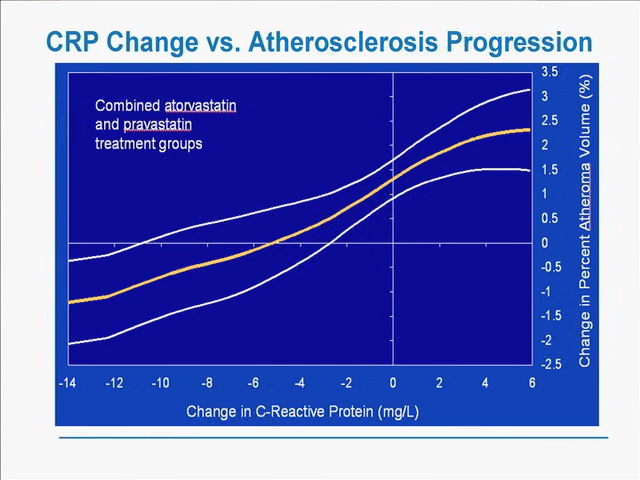 CRP Change vs. Atherosclerosis Progression
Combined atorvastatin
and pravastatin
treatment groups
3.5
3
2.5
2
1.5
1
0.5
0
-0.5
-1
-1.5
-2
-2.5
Change in Percent Atheroma Volume (%)
-14 -12 -10 -8 -6 -4 -2 0 2 4 6
Change in C-Reactive Protein (mg/L)